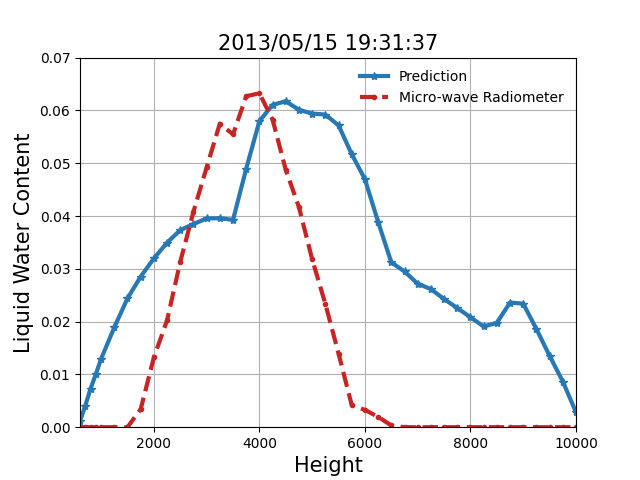 2013/05/15 19:31:37
Prediction
Micro-wave Radiometer
Liquid Water Content
0.07
0.06
0.05
0.04
0.03
0.02
0.01
0.00
2000 4000 6000 8000 10000
Height